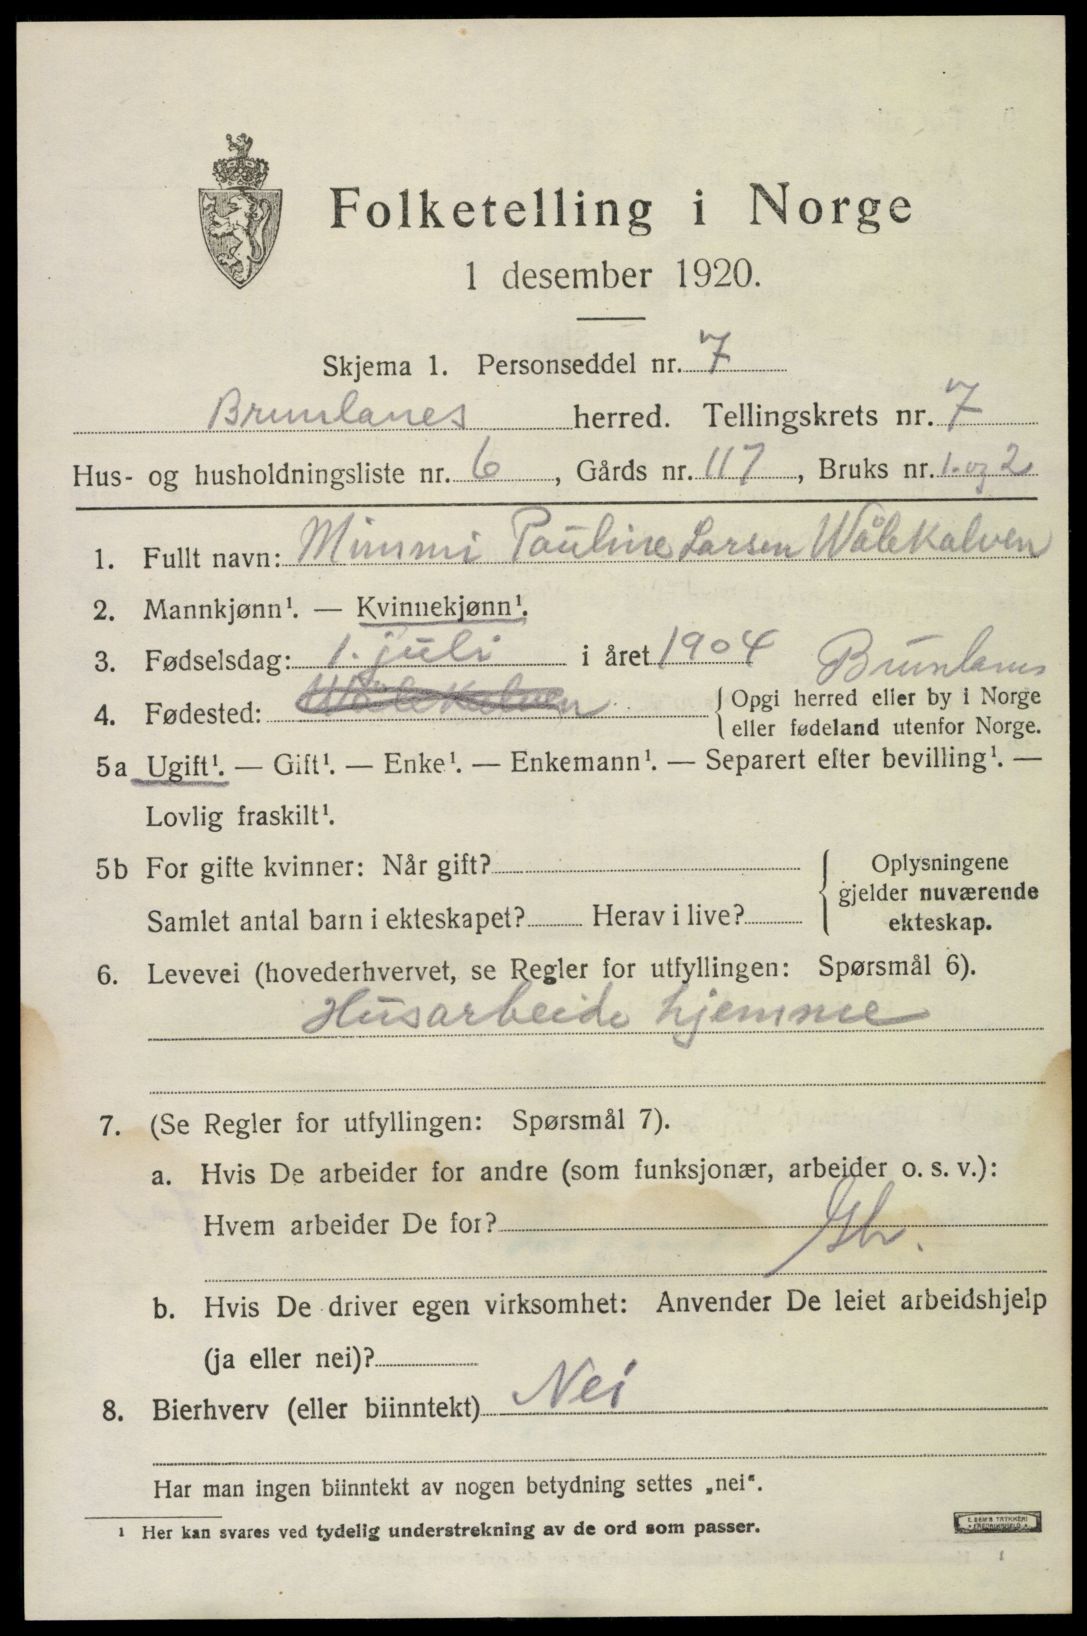 Folketelling i Norge
1 desember 1920.
Skjema 1. Personseddel nr. 7
Brunlanes herred. Tellingskrets nr. 7
Hus- og husholdningsliste nr. 6, Gårds nr. 117, Bruks nr. 1. og 2
1. Fullt navn: Mimmi Pauline Larsen Wålekalven
2. Mannkjønn¹. — Kvinnekjønn¹.
3. Fødselsdag: 1. juli i året 1904
Brunlanes
4. Fødested: Wålekalven { Opgi herred eller by i Norge
eller fødeland utenfor Norge.
5a Ugift¹. — Gift¹. — Enke¹. — Enkemann¹. — Separert efter bevilling¹. —
Lovlig fraskilt¹.
5b For gifte kvinner: Når gift? { Oplysningene
gjelder nuværende
Samlet antal barn i ekteskapet? Herav i live? ekteskap.
6. Levevei (hovederhvervet, se Regler for utfyllingen: Spørsmål 6).
Husarbeide hjemme
7. (Se Regler for utfyllingen: Spørsmål 7).
a. Hvis De arbeider for andre (som funksjonær, arbeider o. s. v.):
Hvem arbeider De for?
b. Hvis De driver egen virksomhet: Anvender De leiet arbeidshjelp
(ja eller nei)?
8. Bierhverv (eller biinntekt) Nei
Har man ingen biinntekt av nogen betydning settes „nei“.
¹ Her kan svares ved tydelig understrekning av de ord som passer.
1